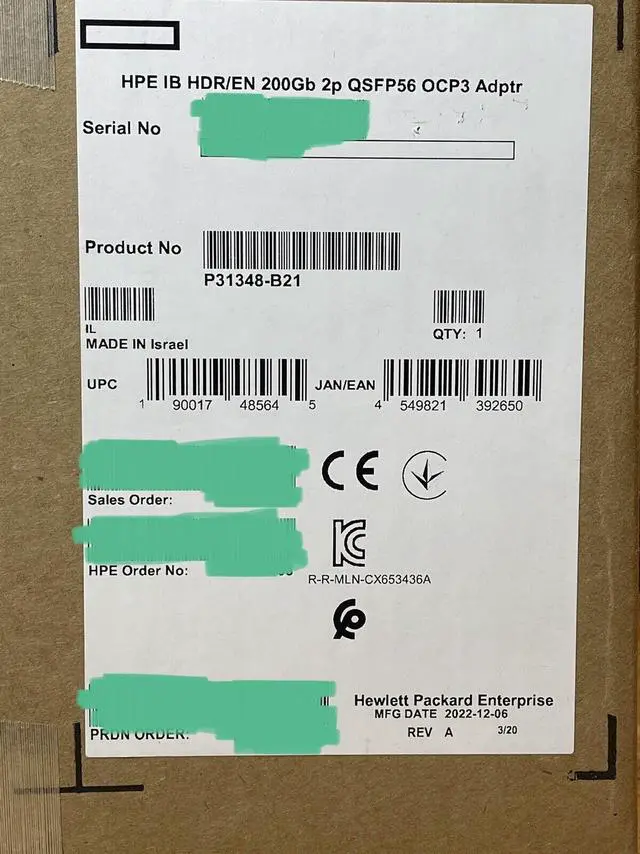 HPE IB HDR/EN 200Gb 2p QSFP56 OCP3 Adptr
Serial No
Product No
P31348-B21
IL
MADE IN Israel
QTY: 1
UPC
1 90017 48564 5
JAN/EAN
4 549821 392650
CE
Sales Order:
HPE Order No:
R-R-MLN-CX653436A
PRDN ORDER:
Hewlett Packard Enterprise
MFG DATE 2022-12-06
REV A 3/20